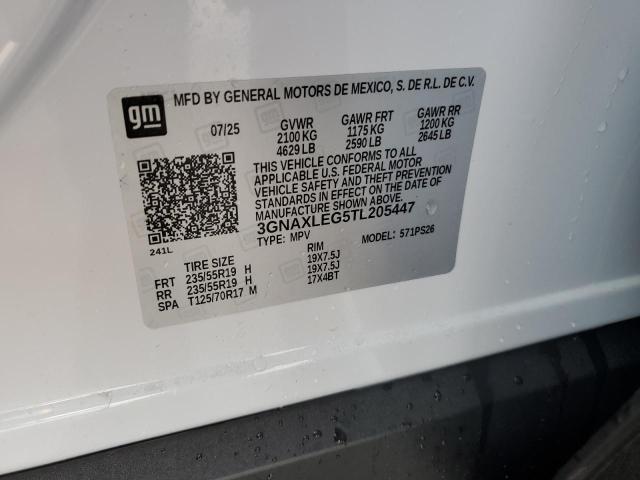 gm
MFD BY GENERAL MOTORS DE MEXICO, S. DE R.L. DE C.V.
07/25 GVWR GAWR FRT GAWR RR
2100 KG 1175 KG 1200 KG
4629 LB 2590 LB 2645 LB
THIS VEHICLE CONFORMS TO ALL
APPLICABLE U.S. FEDERAL MOTOR
VEHICLE SAFETY AND THEFT PREVENTION
STANDARDS IN EFFECT ON THE DATE OF
MANUFACTURE SHOWN ABOVE.
3GNAXLEG5TL205447
TYPE: MPV MODEL: 571PS26
241L
TIRE SIZE RIM
FRT 235/55R19 H 19X7.5J
RR 235/55R19 H 19X7.5J
SPA T125/70R17 M 17X4BT